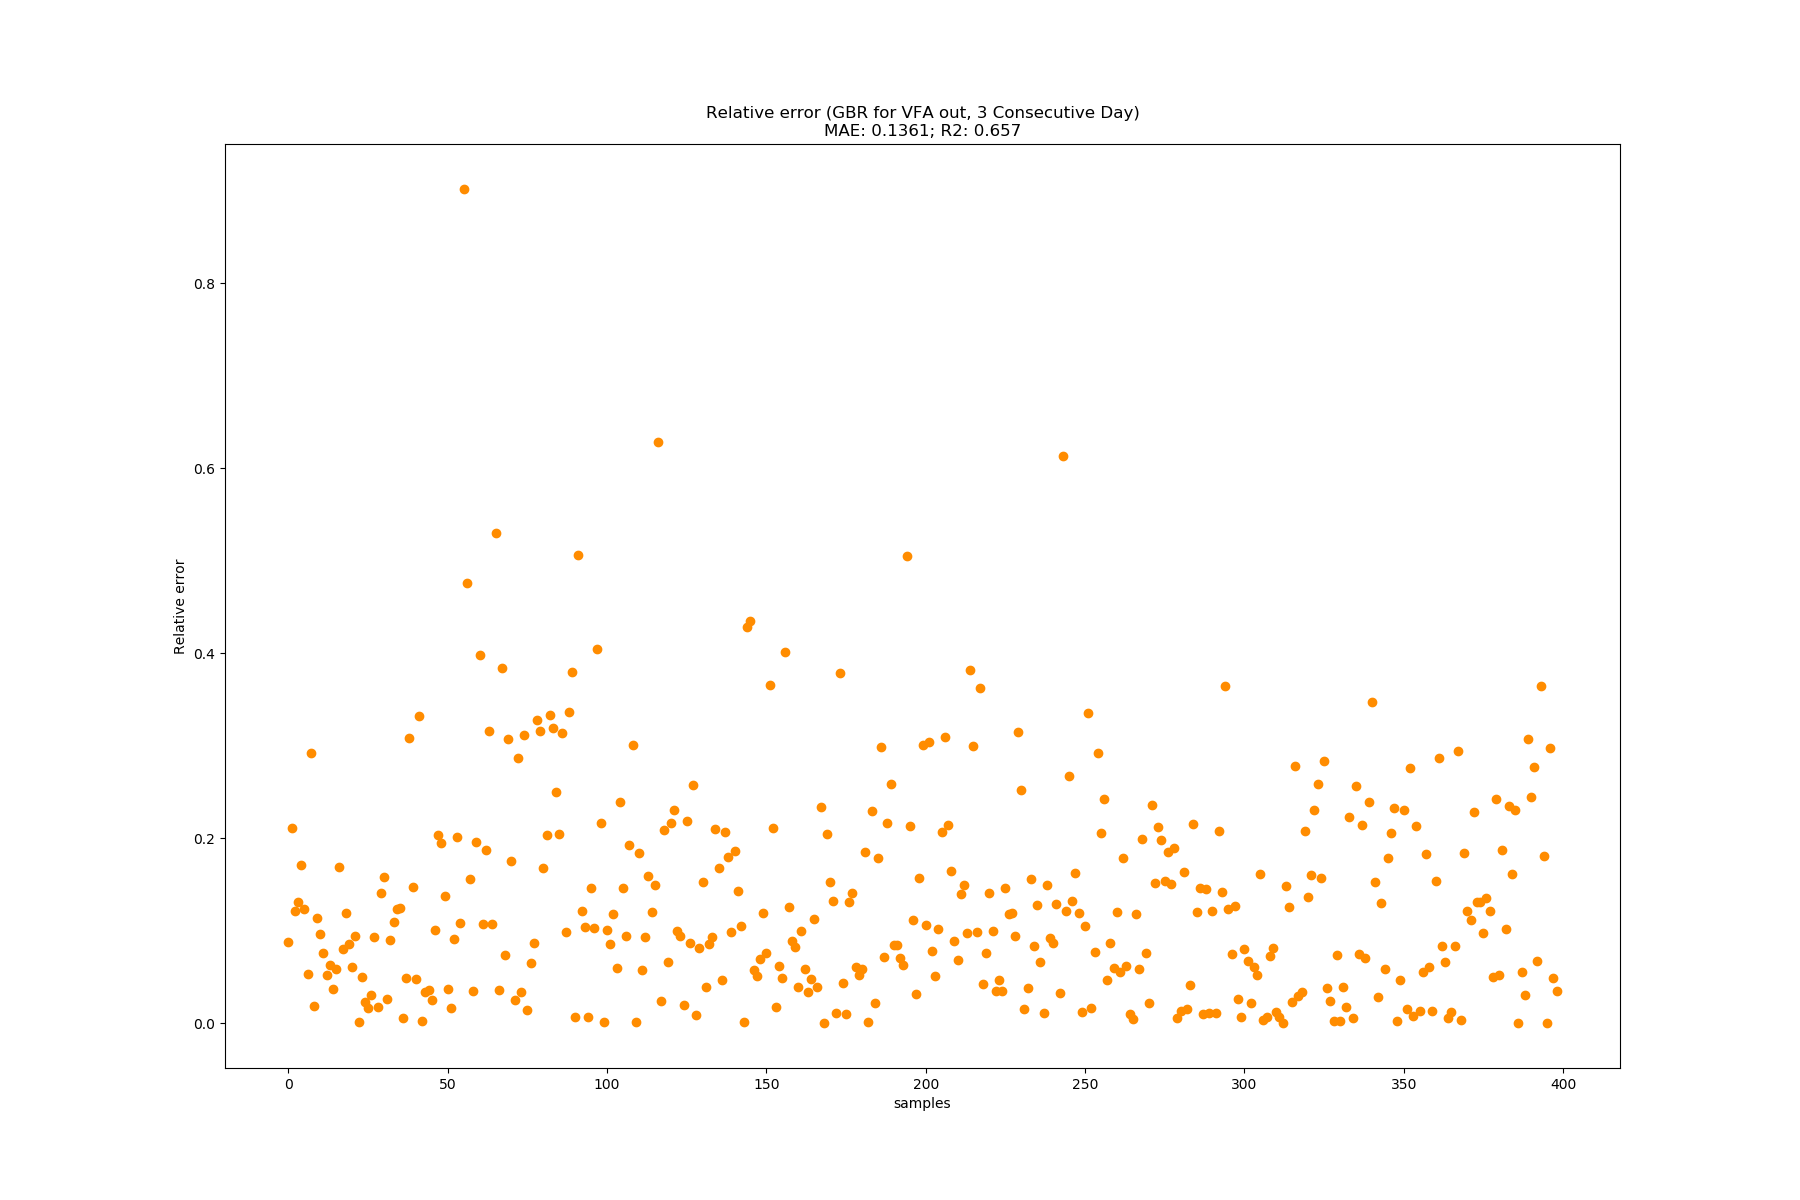 Relative error (GBR for VFA out, 3 Consecutive Day)
MAE: 0.1361; R2: 0.657
Relative error
0.8
0.6
0.4
0.2
0.0
0 50 100 150 200 250 300 350 400
samples